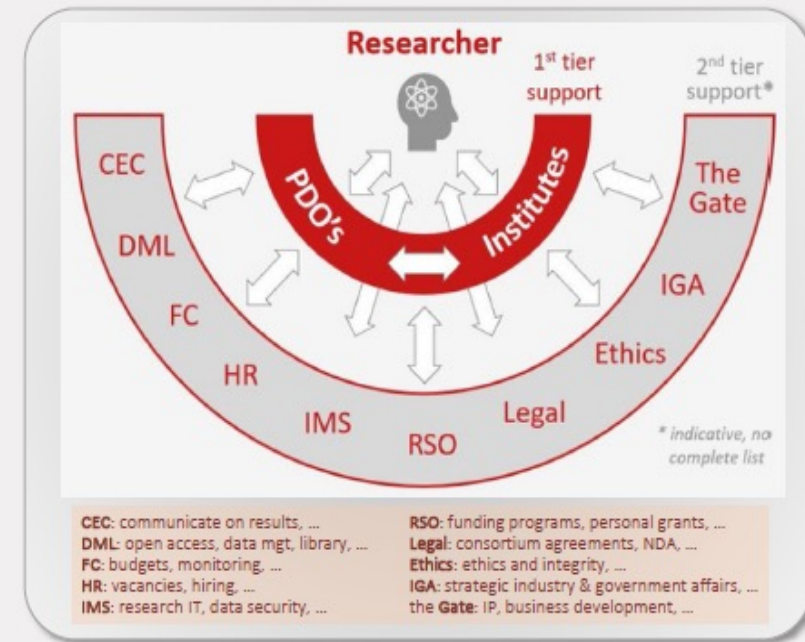 Researcher
1st tier
support
2nd tier
support*
PDO's
Institutes
CEC
DML
FC
HR
IMS
RSO
Legal
Ethics
IGA
The
Gate
* indicative, no
complete list
CEC: communicate on results, ...
DML: open access, data mgt, library, ...
FC: budgets, monitoring, ...
HR: vacancies, hiring, ...
IMS: research IT, data security, ...
RSO: funding programs, personal grants, ...
Legal: consortium agreements, NDA, ...
Ethics: ethics and integrity, ...
IGA: strategic industry & government affairs, ...
the Gate: IP, business development, ...